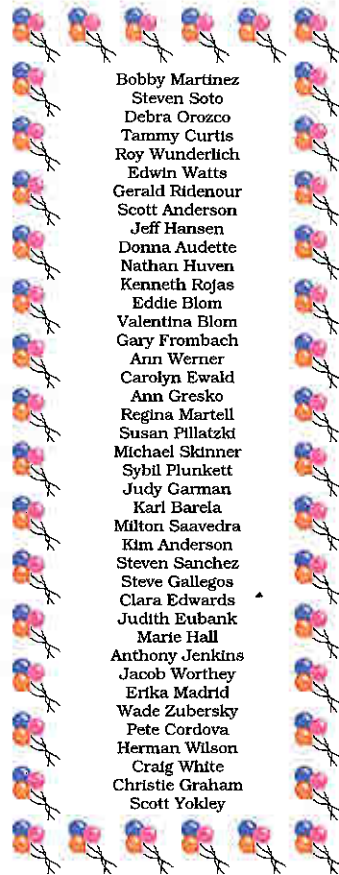 Bobby Martinez
Steven Soto
Debra Orozco
Tammy Curtis
Roy Wunderlich
Edwin Watts
Gerald Ridenour
Scott Anderson
Jeff Hansen
Donna Audette
Nathan Huven
Kenneth Rojas
Eddie Blom
Valentina Blom
Gary Frombach
Ann Werner
Carolyn Ewald
Ann Gresko
Regina Martell
Susan Pillatzki
Michael Skinner
Sybil Plunkett
Judy Garman
Karl Barela
Milton Saavedra
Kim Anderson
Steven Sanchez
Steve Gallegos
Clara Edwards
Judith Eubank
Marie Hall
Anthony Jenkins
Jacob Worthey
Erika Madrid
Wade Zubersky
Pete Cordova
Herman Wilson
Craig White
Christie Graham
Scott Yokley